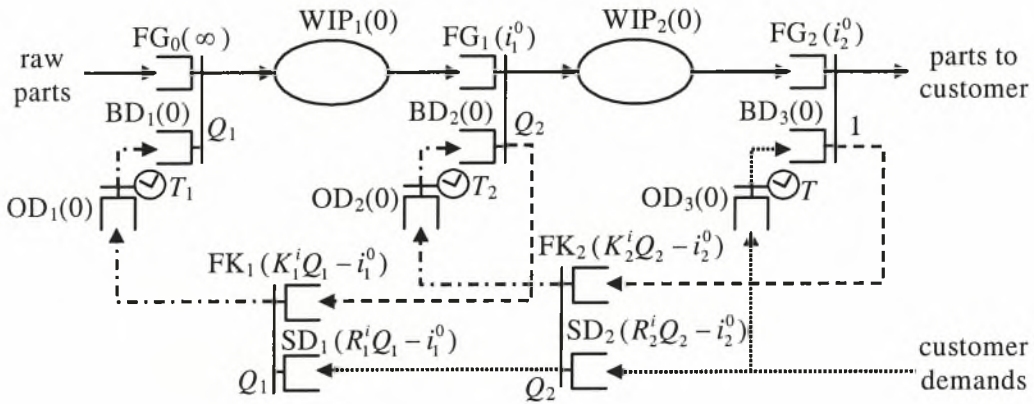 WIP₁(0)
WIP₂(0)
FG₀(∞)
FG₁(i₁⁰)
FG₂(i₂⁰)
raw
parts
parts to
customer
BD₁(0)
BD₂(0)
BD₃(0)
Q₁
Q₂
1
T₁
T₂
T
OD₁(0)
OD₂(0)
OD₃(0)
FK₁(K₁ⁱQ₁ − i₁⁰)
FK₂(K₂ⁱQ₂ − i₂⁰)
SD₁(R₁ⁱQ₁ − i₁⁰)
SD₂(R₂ⁱQ₂ − i₂⁰)
Q₁
Q₂
customer
demands